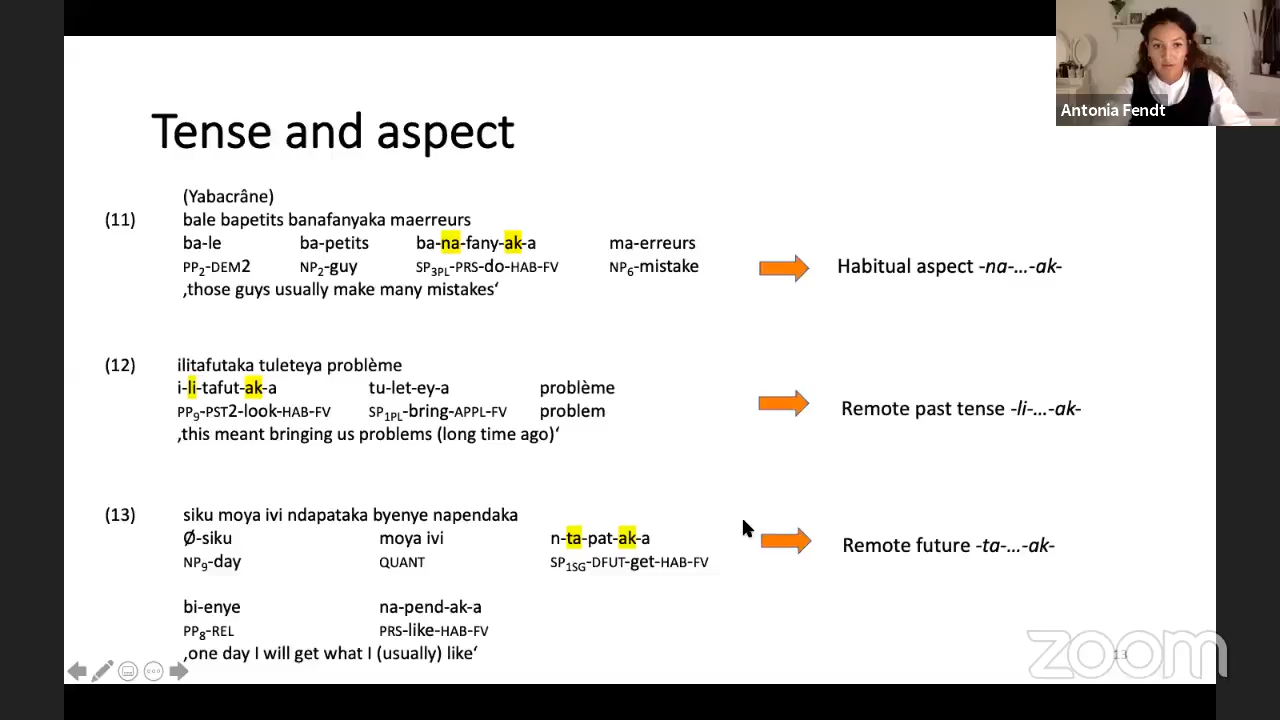 Antonia Fendt
Tense and aspect
(Yabacrâne)
(11) bale bapetits banafanyaka maerreurs
ba-le ba-petits ba-na-fany-ak-a ma-erreurs
PP2-DEM2 NP2-guy SP3PL-PRS-do-HAB-FV NP6-mistake
‚those guys usually make many mistakes‘
Habitual aspect -na-...-ak-
(12) ilitafutaka tuleteya problème
i-li-tafut-ak-a tu-let-ey-a problème
PP9-PST2-look-HAB-FV SP1PL-bring-APPL-FV problem
‚this meant bringing us problems (long time ago)‘
Remote past tense -li-...-ak-
(13) siku moya ivi ndapataka byenye napendaka
Ø-siku moya ivi n-ta-pat-ak-a
NP9-day QUANT SP1SG-DFUT-get-HAB-FV
Remote future -ta-...-ak-
bi-enye na-pend-ak-a
PP8-REL PRS-like-HAB-FV
‚one day I will get what I (usually) like‘
13
zoom